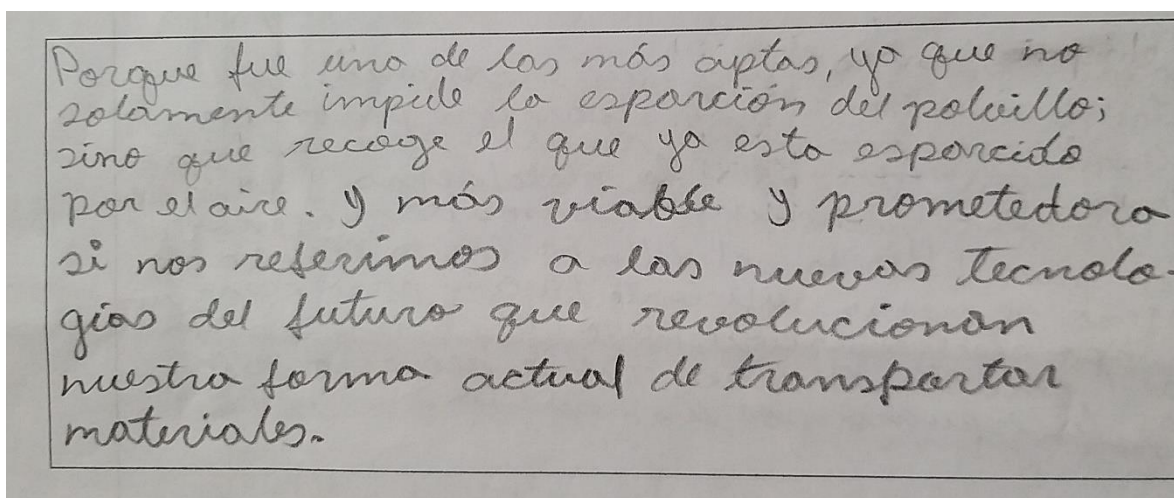 Porque fue una de las más aptas, ya que no
solamente impide la esparción del polvillo;
sino que recoge el que ya esta esparcido
por el aire. y más viable y prometedora
si nos referimos a las nuevas tecnolo-
gias del futuro que revolucionan
nuestra forma actual de transportar
materiales.